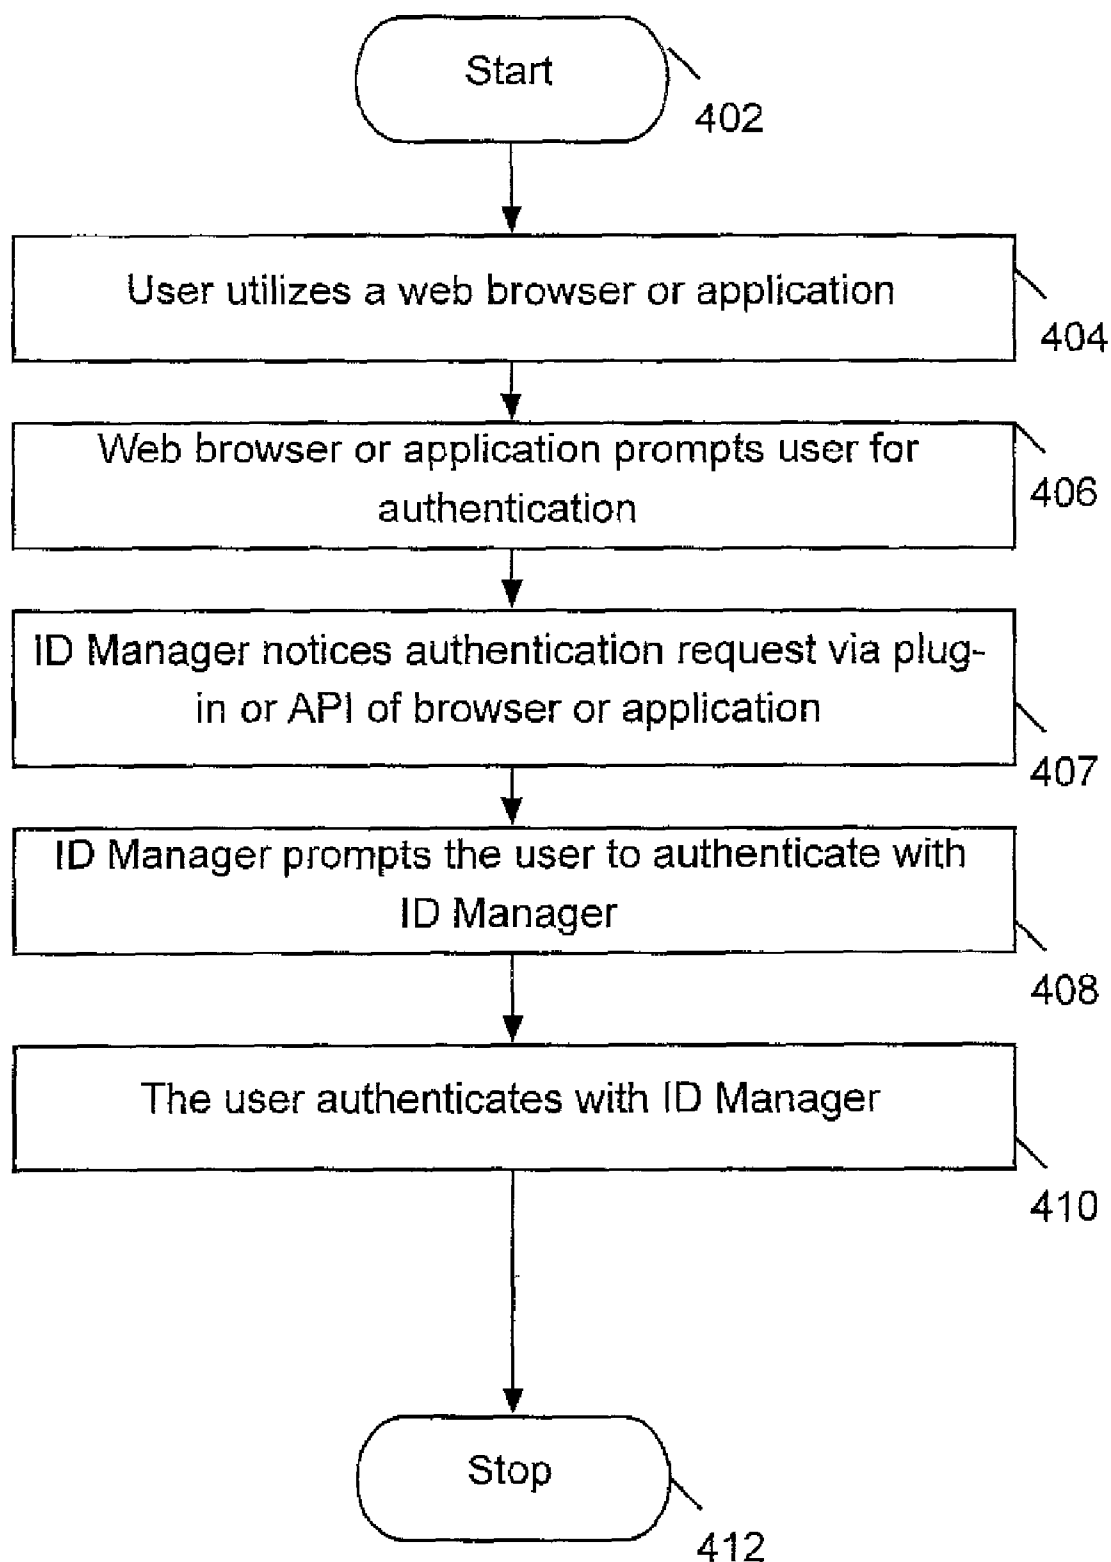 Start
402
User utilizes a web browser or application
404
Web browser or application prompts user for
authentication
406
ID Manager notices authentication request via plug-
in or API of browser or application
407
ID Manager prompts the user to authenticate with
ID Manager
408
The user authenticates with ID Manager
410
Stop
412